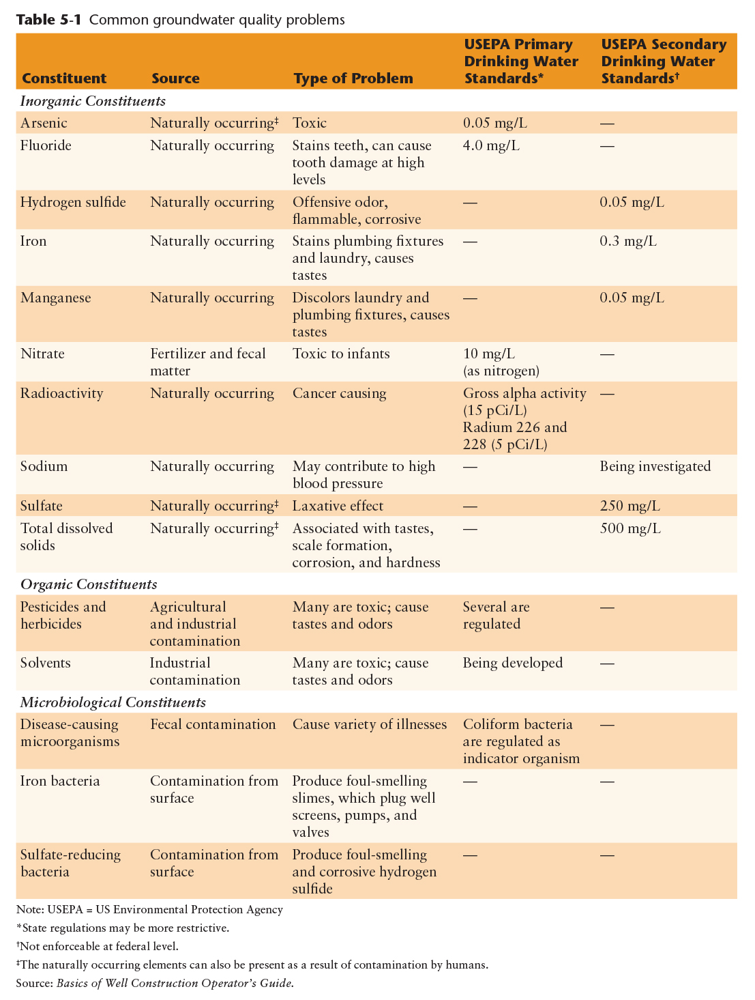 Table 5-1 Common groundwater quality problems
Constituent Source Type of Problem USEPA Primary Drinking Water Standards* USEPA Secondary Drinking Water Standards†
Inorganic Constituents
Arsenic Naturally occurring‡ Toxic 0.05 mg/L —
Fluoride Naturally occurring Stains teeth, can cause 4.0 mg/L —
tooth damage at high
levels
Hydrogen sulfide Naturally occurring Offensive odor, — 0.05 mg/L
flammable, corrosive
Iron Naturally occurring Stains plumbing fixtures — 0.3 mg/L
and laundry, causes
tastes
Manganese Naturally occurring Discolors laundry and — 0.05 mg/L
plumbing fixtures, causes
tastes
Nitrate Fertilizer and fecal Toxic to infants 10 mg/L —
matter (as nitrogen)
Radioactivity Naturally occurring Cancer causing Gross alpha activity —
(15 pCi/L)
Radium 226 and
228 (5 pCi/L)
Sodium Naturally occurring May contribute to high — Being investigated
blood pressure
Sulfate Naturally occurring‡ Laxative effect — 250 mg/L
Total dissolved Naturally occurring‡ Associated with tastes, — 500 mg/L
solids scale formation,
corrosion, and hardness
Organic Constituents
Pesticides and Agricultural Many are toxic; cause Several are —
herbicides and industrial tastes and odors regulated
contamination
Solvents Industrial Many are toxic; cause Being developed —
contamination tastes and odors
Microbiological Constituents
Disease-causing Fecal contamination Cause variety of illnesses Coliform bacteria —
microorganisms are regulated as
indicator organism
Iron bacteria Contamination from Produce foul-smelling — —
surface slimes, which plug well
screens, pumps, and
valves
Sulfate-reducing Contamination from Produce foul-smelling — —
bacteria surface and corrosive hydrogen
sulfide
Note: USEPA = US Environmental Protection Agency
*State regulations may be more restrictive.
†Not enforceable at federal level.
‡The naturally occurring elements can also be present as a result of contamination by humans.
Source: Basics of Well Construction Operator’s Guide.